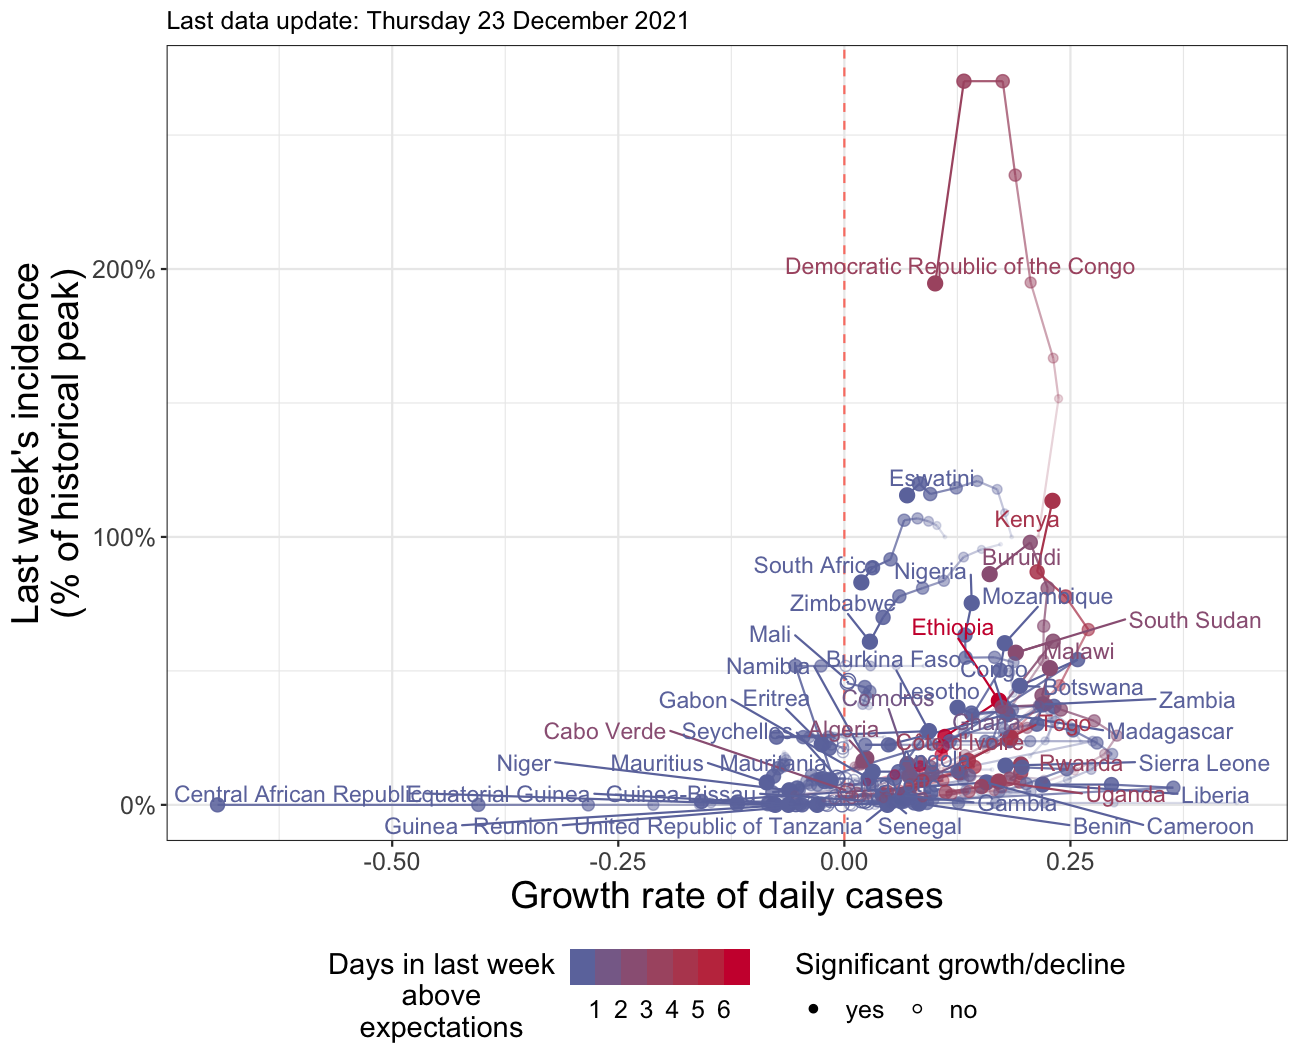 Last data update: Thursday 23 December 2021
Last week's incidence
(% of historical peak)
200%
100%
0%
Democratic Republic of the Congo
Eswatini
Kenya
Burundi
South Africa
Nigeria
Zimbabwe
Mozambique
Ethiopia
South Sudan
Mali
Malawi
Namibia
Burkina Faso
Congo
Lesotho
Botswana
Gabon
Eritrea
Comoros
Zambia
Cabo Verde
Seychelles
Algeria
Ghana
Togo
Madagascar
Côte d'Ivoire
Niger
Mauritius
Mauritania
Angola
Rwanda
Sierra Leone
Central African Republic
Equatorial Guinea
Guinea-Bissau
Gambia
Uganda
Liberia
Guinea
Réunion
United Republic of Tanzania
Senegal
Benin
Cameroon
-0.50
-0.25
0.00
0.25
Growth rate of daily cases
Days in last week
above
expectations
1 2 3 4 5 6
Significant growth/decline
yes
no